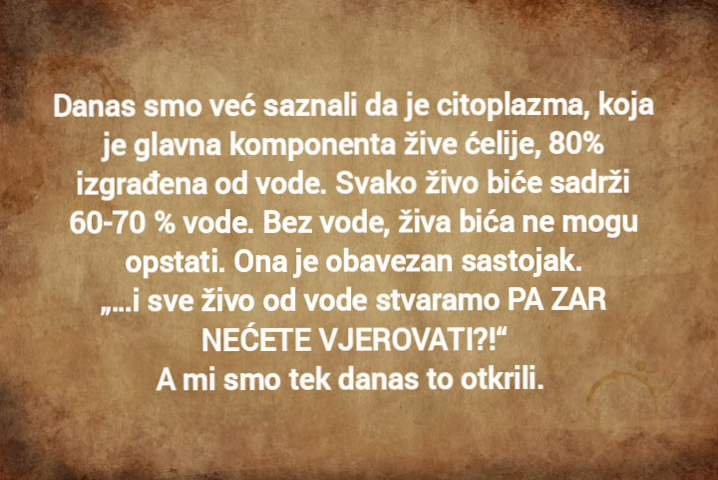 Danas smo već saznali da je citoplazma, koja
je glavna komponenta žive ćelije, 80%
izgrađena od vode. Svako živo biće sadrži
60-70 % vode. Bez vode, živa bića ne mogu
opstati. Ona je obavezan sastojak.
„...i sve živo od vode stvaramo PA ZAR
NEĆETE VJEROVATI?!“
A mi smo tek danas to otkrili.